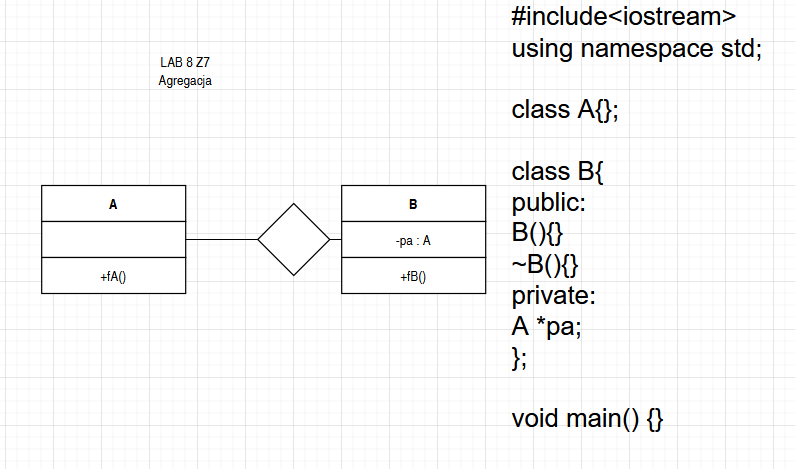 LAB 8 Z7
Agregacja
A
+fA()
B
-pa : A
+fB()
#include<iostream>
using namespace std;
class A{};
class B{
public:
B(){}
~B(){}
private:
A *pa;
};
void main() {}